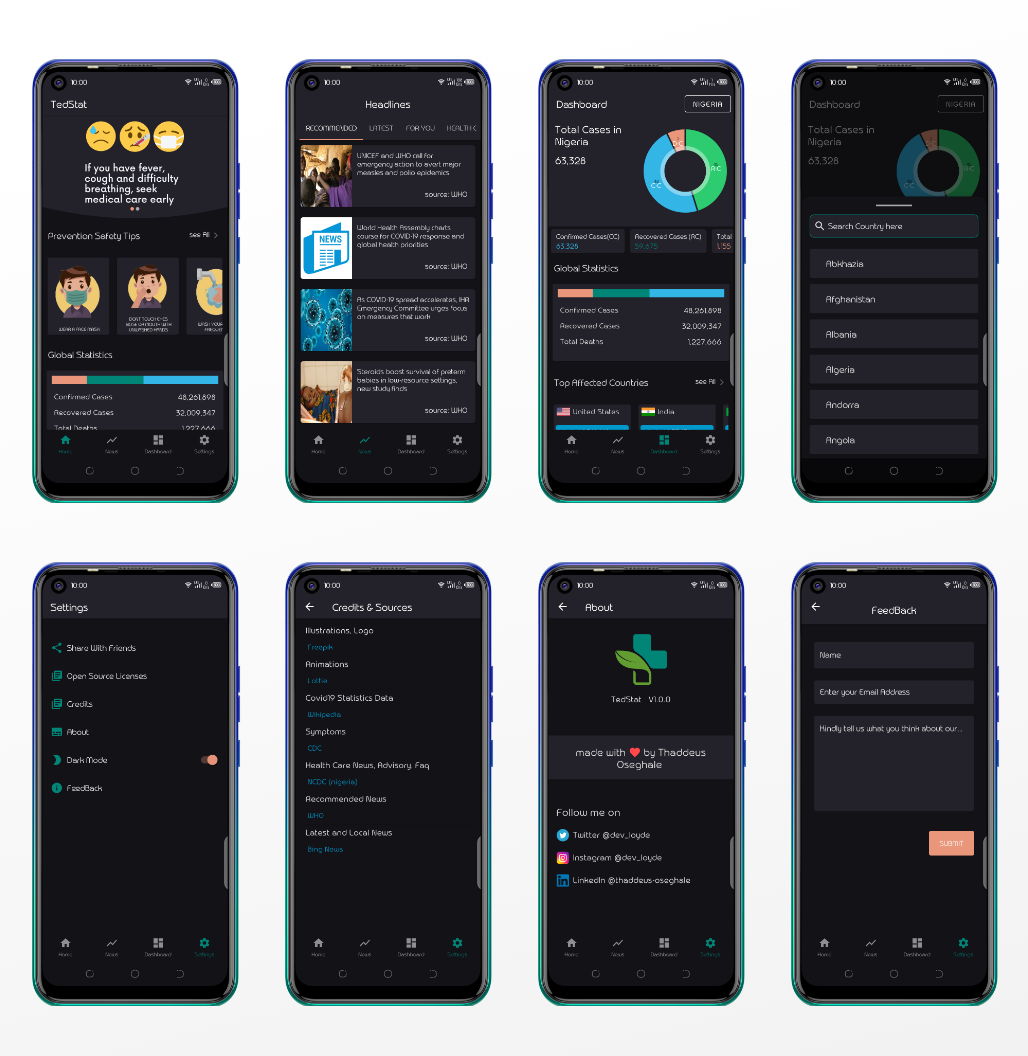 10:00
TedStat
If you have fever,
cough and difficulty
breathing, seek
medical care early
Prevention Safety Tips
see All
WEAR A FACE MASK
DON'T TOUCH EYES
NOSE OR MOUTH WITH
UNWASHED HANDS
WASH YOUR
FREQUE
Global Statistics
Confirmed Cases 48,261,898
Recovered Cases 32,009,347
Total Deaths 1,227,666
Home News Dashboard Settings
10:00
Headlines
RECOMMENDED LATEST FOR YOU HEALTH C
UNICEF and WHO call for
emergency action to avert major
measles and polio epidemics
source: WHO
NEWS
World Health Assembly charts
course for COVID-19 response and
global health priorities
source: WHO
As COVID-19 spread accelerates, IHR
Emergency Committee urges focus
on measures that work
source: WHO
Steroids boost survival of preterm
babies in low-resource settings,
new study finds
source: WHO
Home News Dashboard Settings
10:00
Dashboard NIGERIA
Total Cases in
Nigeria
63,328
CC
RC
Confirmed Cases(CC)
63,328
Recovered Cases (RC)
59,675
Total
1,155
Global Statistics
Confirmed Cases 48,261,898
Recovered Cases 32,009,347
Total Deaths 1,227,666
Top Affected Countries
see All
United States
India
Home News Dashboard Settings
10:00
Dashboard NIGERIA
Total Cases in
Nigeria
63,328
CC
RC
Search Country here
Abkhazia
Afghanistan
Albania
Algeria
Andorra
Angola
10:00
Settings
Share With Friends
Open Source Licenses
Credits
About
Dark Mode
FeedBack
Home News Dashboard Settings
10:00
Credits & Sources
Illustrations, Logo
Freepik
Animations
Lottie
Covid19 Statistics Data
Wikipedia
Symptoms
CDC
Health Care News, Advisory, Faq
NCDC (nigeria)
Recommended News
WHO
Latest and Local News
Bing News
Home News Dashboard Settings
10:00
About
TedStat V1.0.0
made with ❤ by Thaddeus
Oseghale
Follow me on
Twitter @dev_loyde
Instagram @dev_loyde
LinkedIn @thaddeus-oseghale
Home News Dashboard Settings
10:00
FeedBack
Name
Enter your Email Address
Kindly tell us what you think about our...
SUBMIT
Home News Dashboard Settings